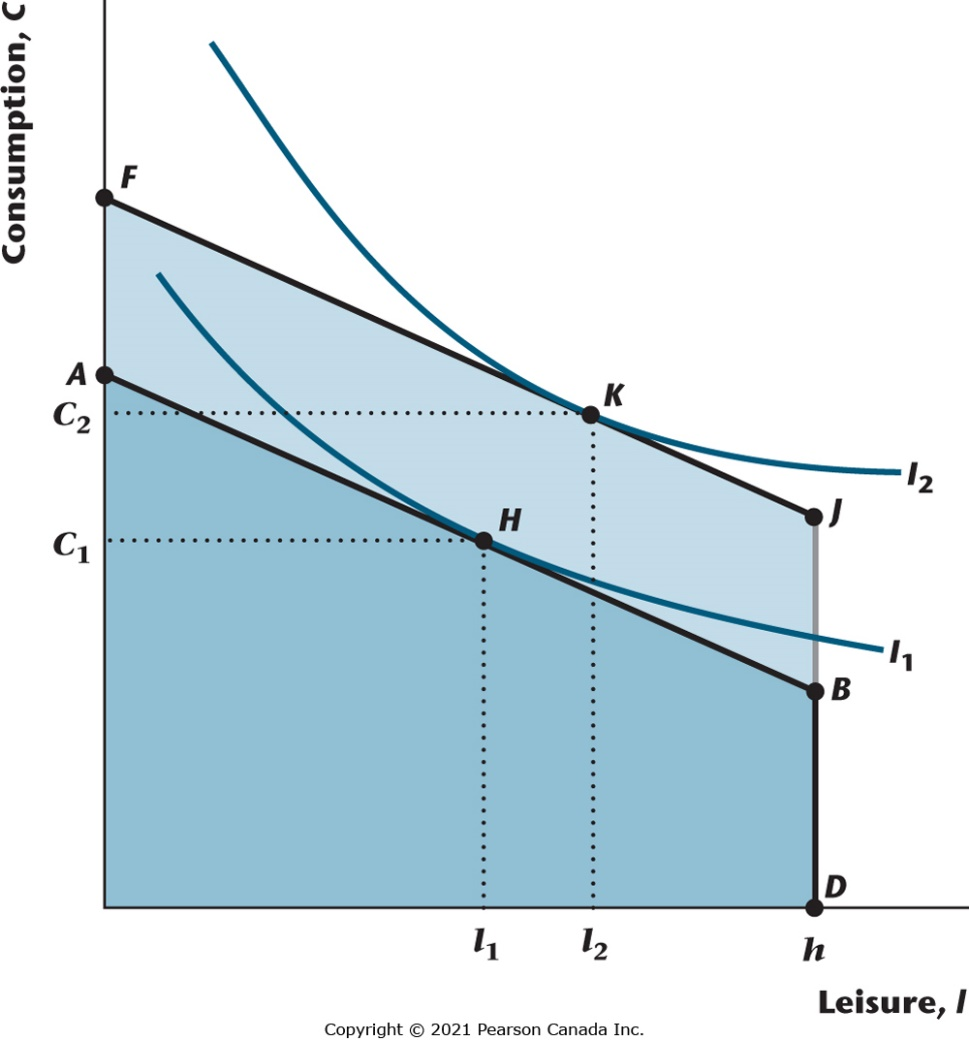 Consumption, C
F
A
K
C₂
I₂
J
H
C₁
I₁
B
D
l₁
l₂
h
Leisure, l
Copyright © 2021 Pearson Canada Inc.